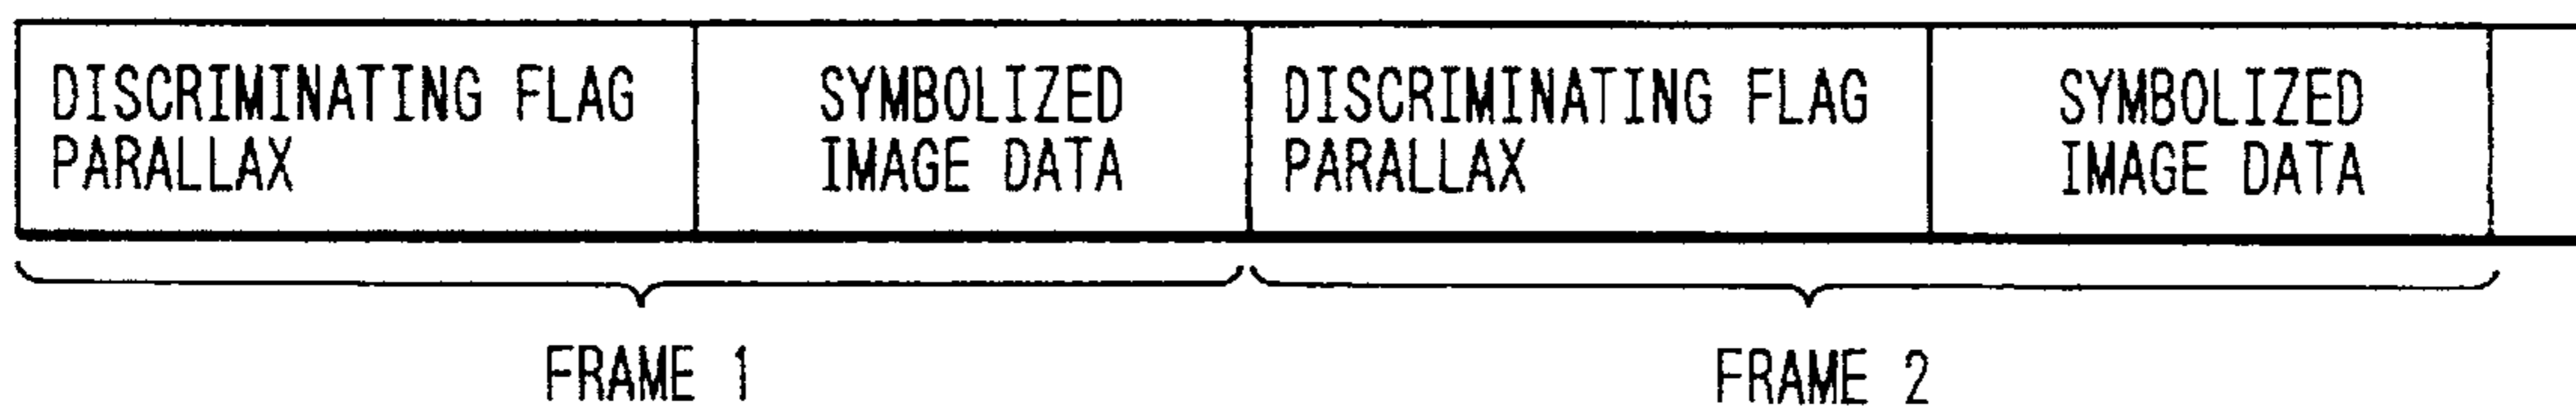 DISCRIMINATING FLAG
PARALLAX
SYMBOLIZED
IMAGE DATA
DISCRIMINATING FLAG
PARALLAX
SYMBOLIZED
IMAGE DATA
FRAME 1
FRAME 2